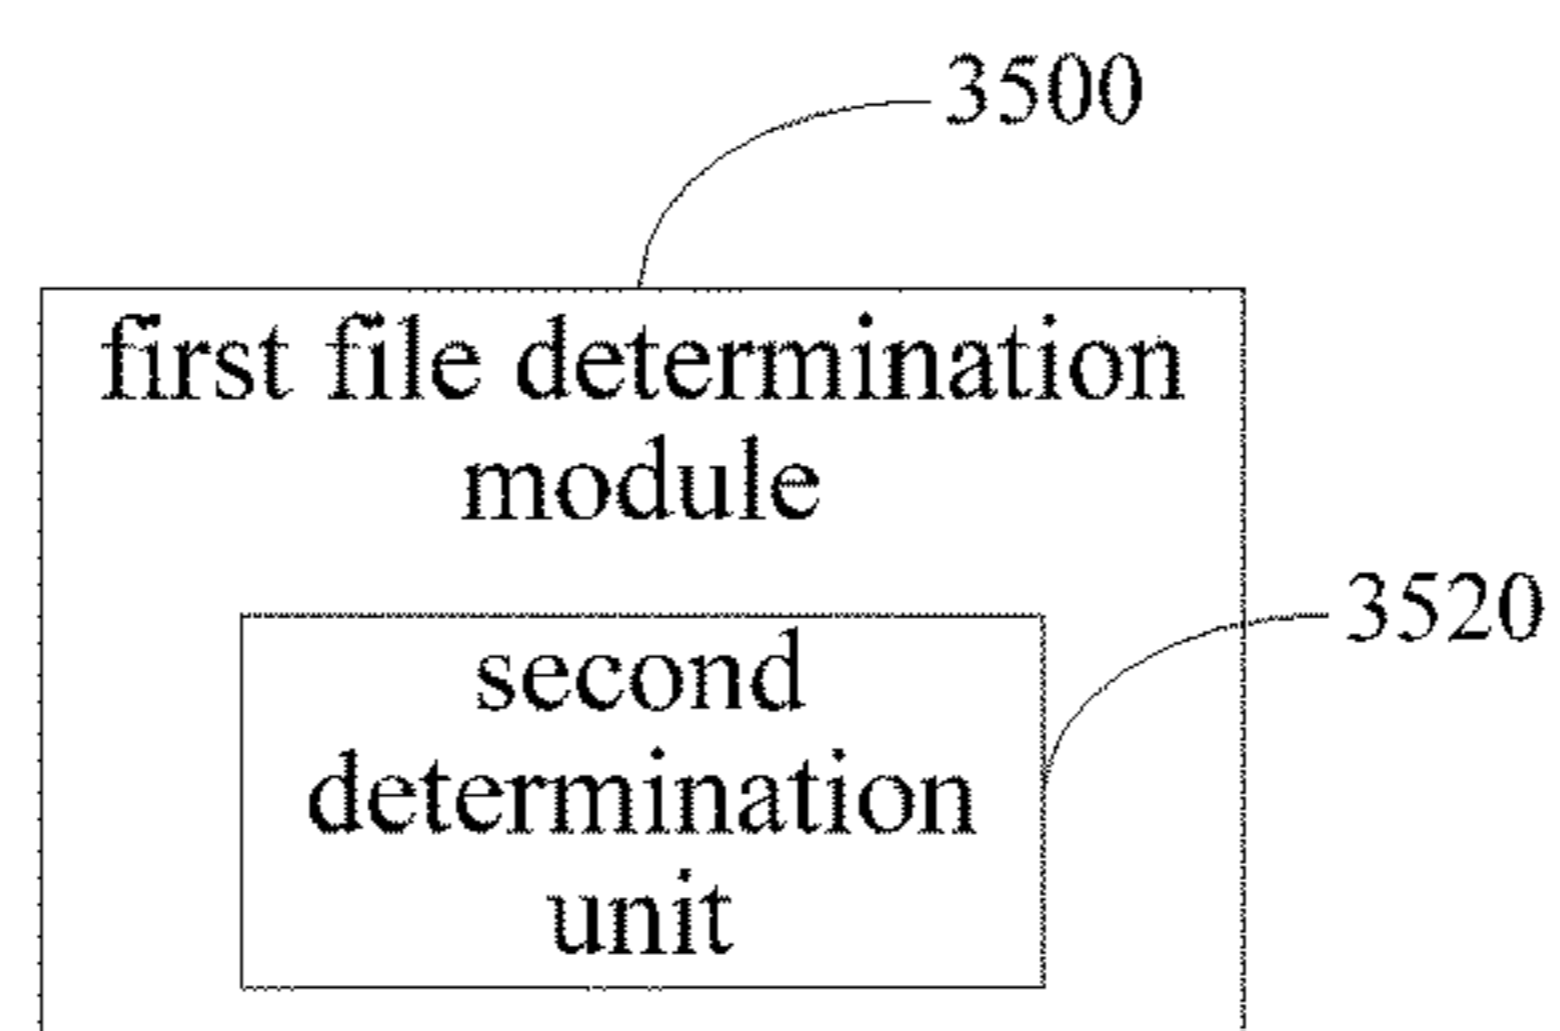 3500
first file determination
module
3520
second
determination
unit